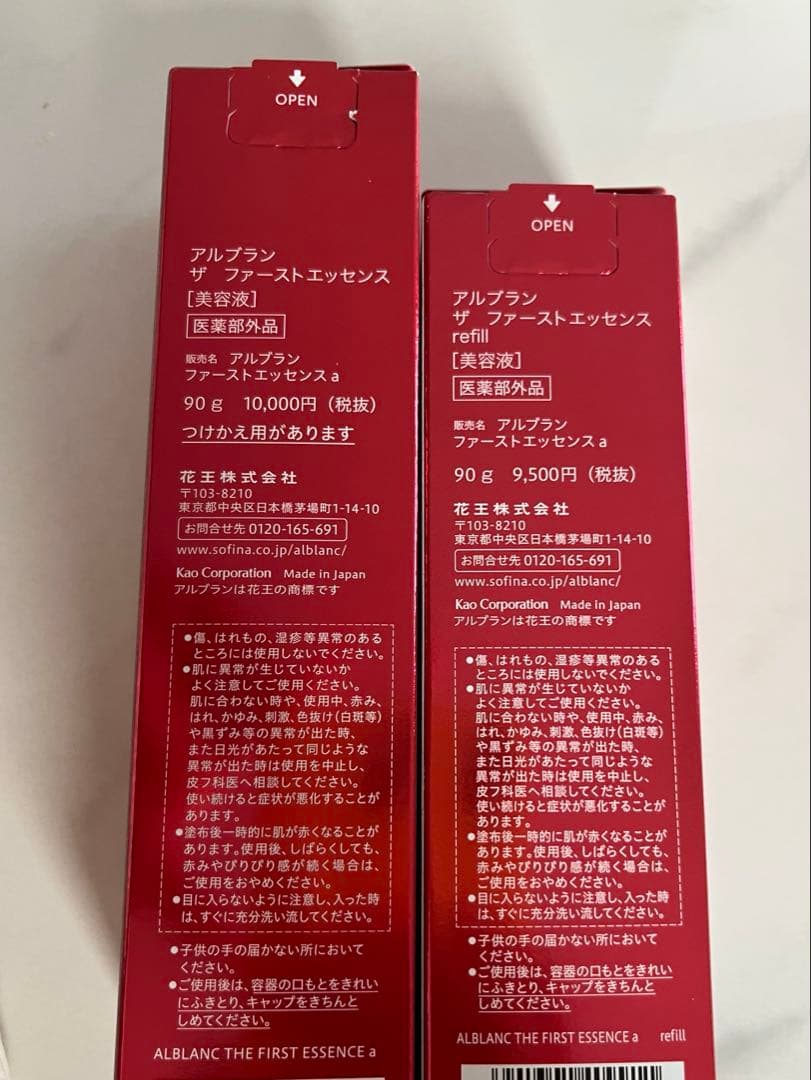 OPEN
アルブラン
ザ ファーストエッセンス
[美容液]
医薬部外品
販売名 アルブラン
ファーストエッセンスa
90g 10,000円(税抜)
つけかえ用があります
花王株式会社
〒103-8210
東京都中央区日本橋茅場町1-14-10
お問合せ先 0120-165-691
www.sofina.co.jp/alblanc/
Kao Corporation Made in Japan
アルブランは花王の商標です
●傷、はれもの、湿疹等異常のある
ところには使用しないでください。
●肌に異常が生じていないか
よく注意してご使用ください。
肌に合わない時や、使用中、赤み、
はれ、かゆみ、刺激、色抜け(白斑等)
や黒ずみ等の異常が出た時、
また日光があたって同じような
異常が出た時は使用を中止し、
皮フ科医へ相談してください。
使い続けると症状が悪化することが
あります。
●塗布後一時的に肌が赤くなることが
あります。使用後、しばらくしても、
赤みやぴりぴり感が続く場合は、
ご使用をおやめください。
●目に入らないように注意し、入った時
は、すぐに充分洗い流してください。
●子供の手の届かない所において
ください。
●ご使用後は、容器の口もとをきれい
にふきとり、キャップをきちんと
しめてください。
ALBLANC THE FIRST ESSENCE a
OPEN
アルブラン
ザ ファーストエッセンス
refill
[美容液]
医薬部外品
販売名 アルブラン
ファーストエッセンスa
90g 9,500円(税抜)
花王株式会社
〒103-8210
東京都中央区日本橋茅場町1-14-10
お問合せ先 0120-165-691
www.sofina.co.jp/alblanc/
Kao Corporation Made in Japan
アルブランは花王の商標です
●傷、はれもの、湿疹等異常のある
ところには使用しないでください。
●肌に異常が生じていないか
よく注意してご使用ください。
肌に合わない時や、使用中、赤み、
はれ、かゆみ、刺激、色抜け(白斑等)
や黒ずみ等の異常が出た時、
また日光があたって同じような
異常が出た時は使用を中止し、
皮フ科医へ相談してください。
使い続けると症状が悪化することが
あります。
●塗布後一時的に肌が赤くなることが
あります。使用後、しばらくしても、
赤みやぴりぴり感が続く場合は、
ご使用をおやめください。
●目に入らないように注意し、入った時
は、すぐに充分洗い流してください。
●子供の手の届かない所において
ください。
●ご使用後は、容器の口もとをきれい
にふきとり、キャップをきちんと
しめてください。
ALBLANC THE FIRST ESSENCE a refill